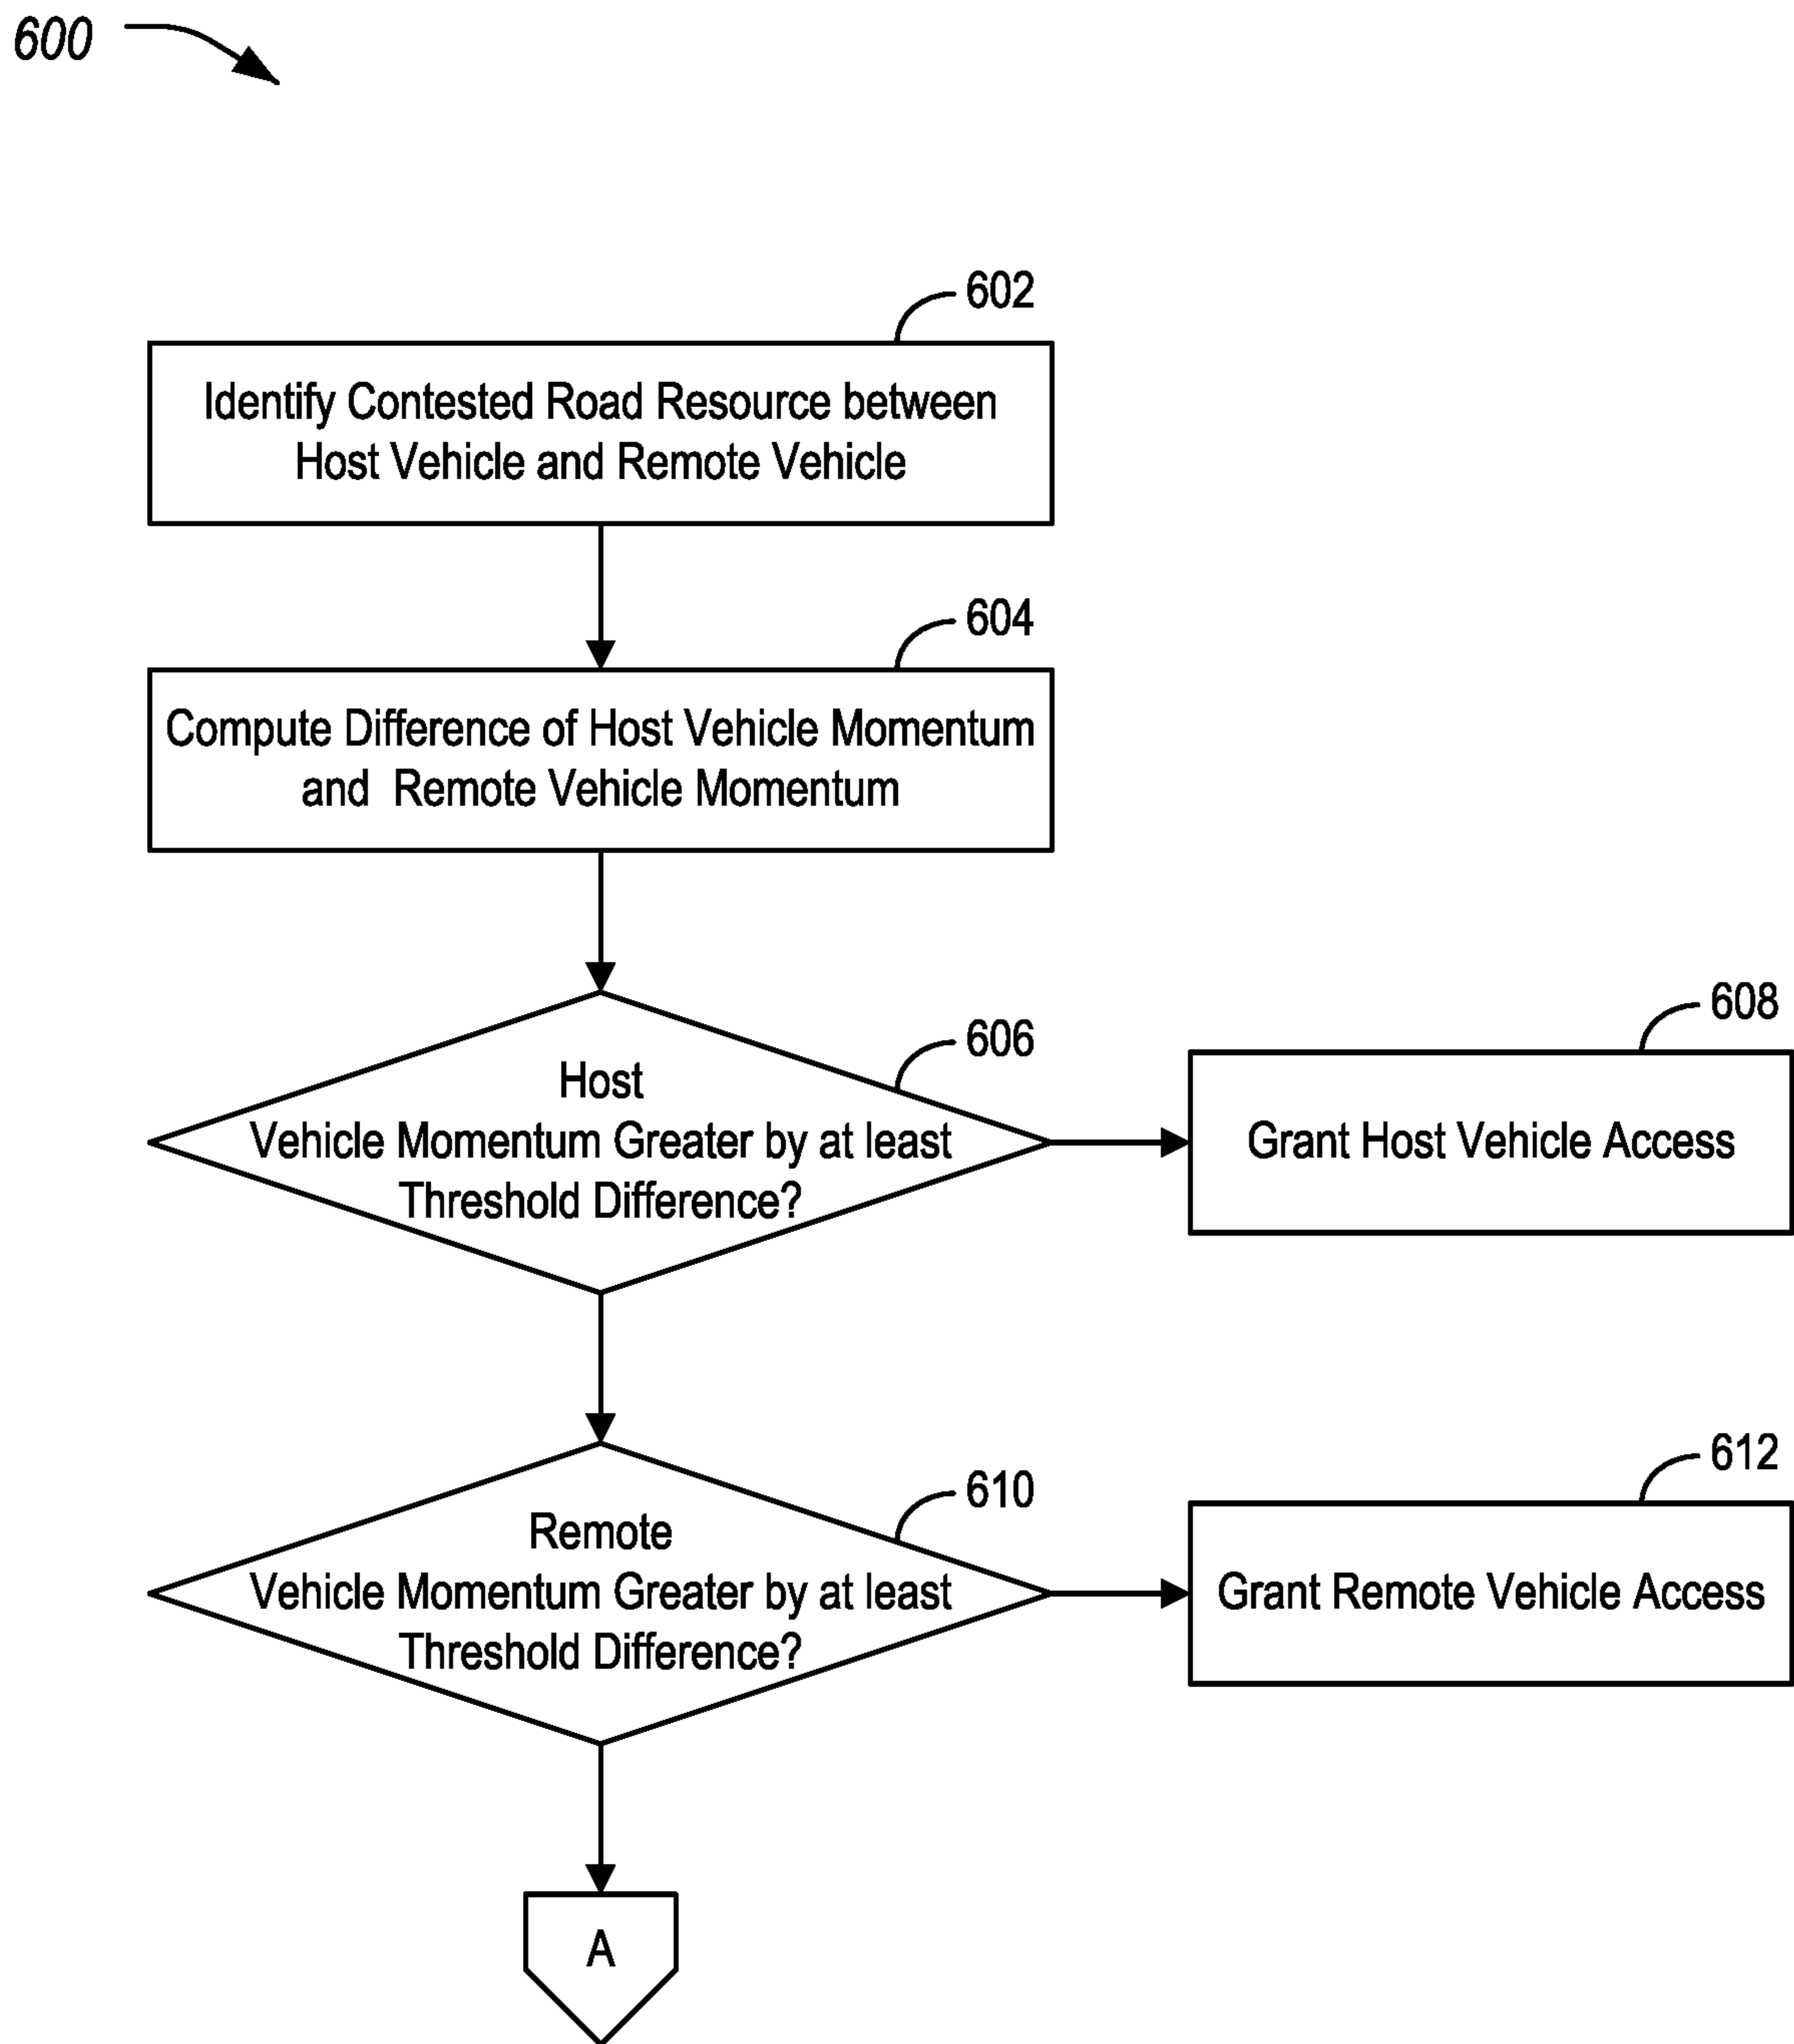 600
602
Identify Contested Road Resource between
Host Vehicle and Remote Vehicle
604
Compute Difference of Host Vehicle Momentum
and Remote Vehicle Momentum
606
Host
Vehicle Momentum Greater by at least
Threshold Difference?
608
Grant Host Vehicle Access
610
Remote
Vehicle Momentum Greater by at least
Threshold Difference?
612
Grant Remote Vehicle Access
A